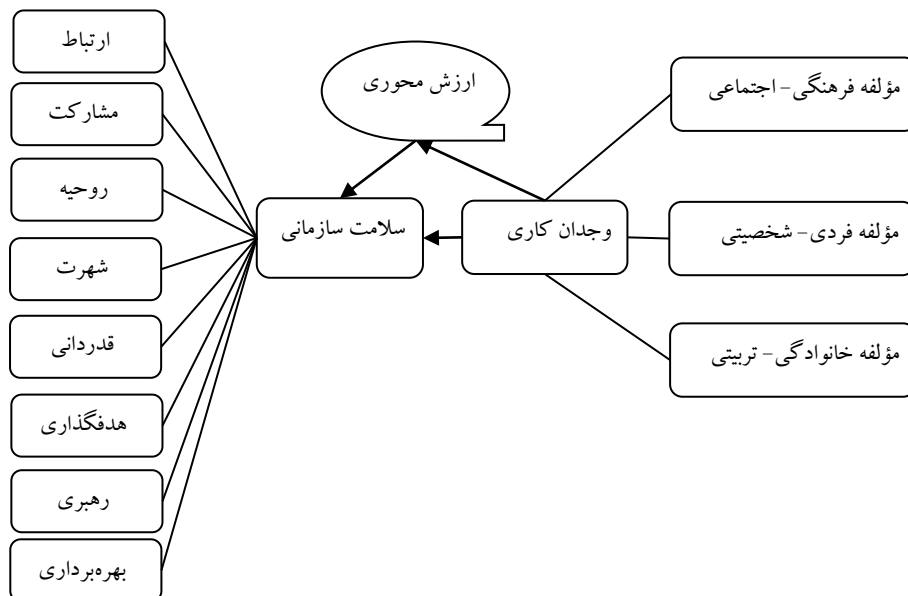 مؤلفه فرهنگی- اجتماعی
مؤلفه فردی- شخصیتی
مؤلفه خانوادگی- تربیتی
وجدان کاری
ارزش محوری
سلامت سازمانی
ارتباط
مشارکت
روحیه
شهرت
قدردانی
هدفگذاری
رهبری
بهره‌برداری